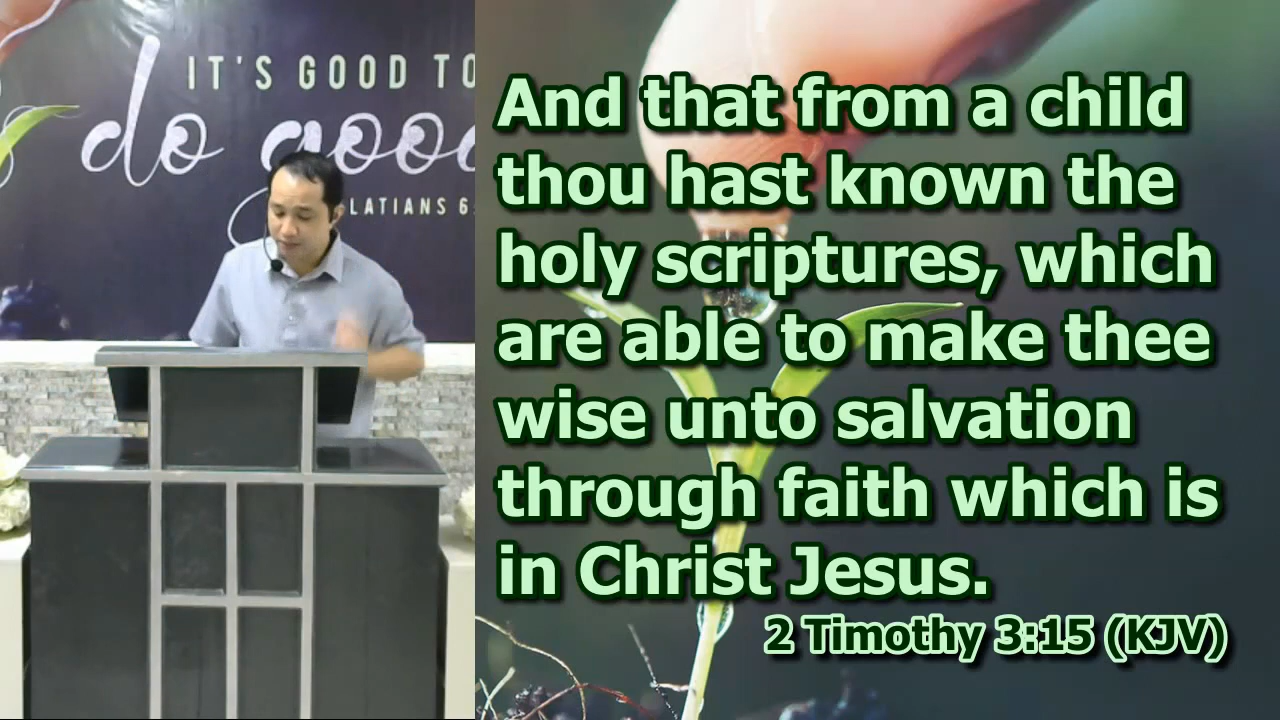 IT'S GOOD TO
do good
LATIANS 6:
And that from a child
thou hast known the
holy scriptures, which
are able to make thee
wise unto salvation
through faith which is
in Christ Jesus.
2 Timothy 3:15 (KJV)